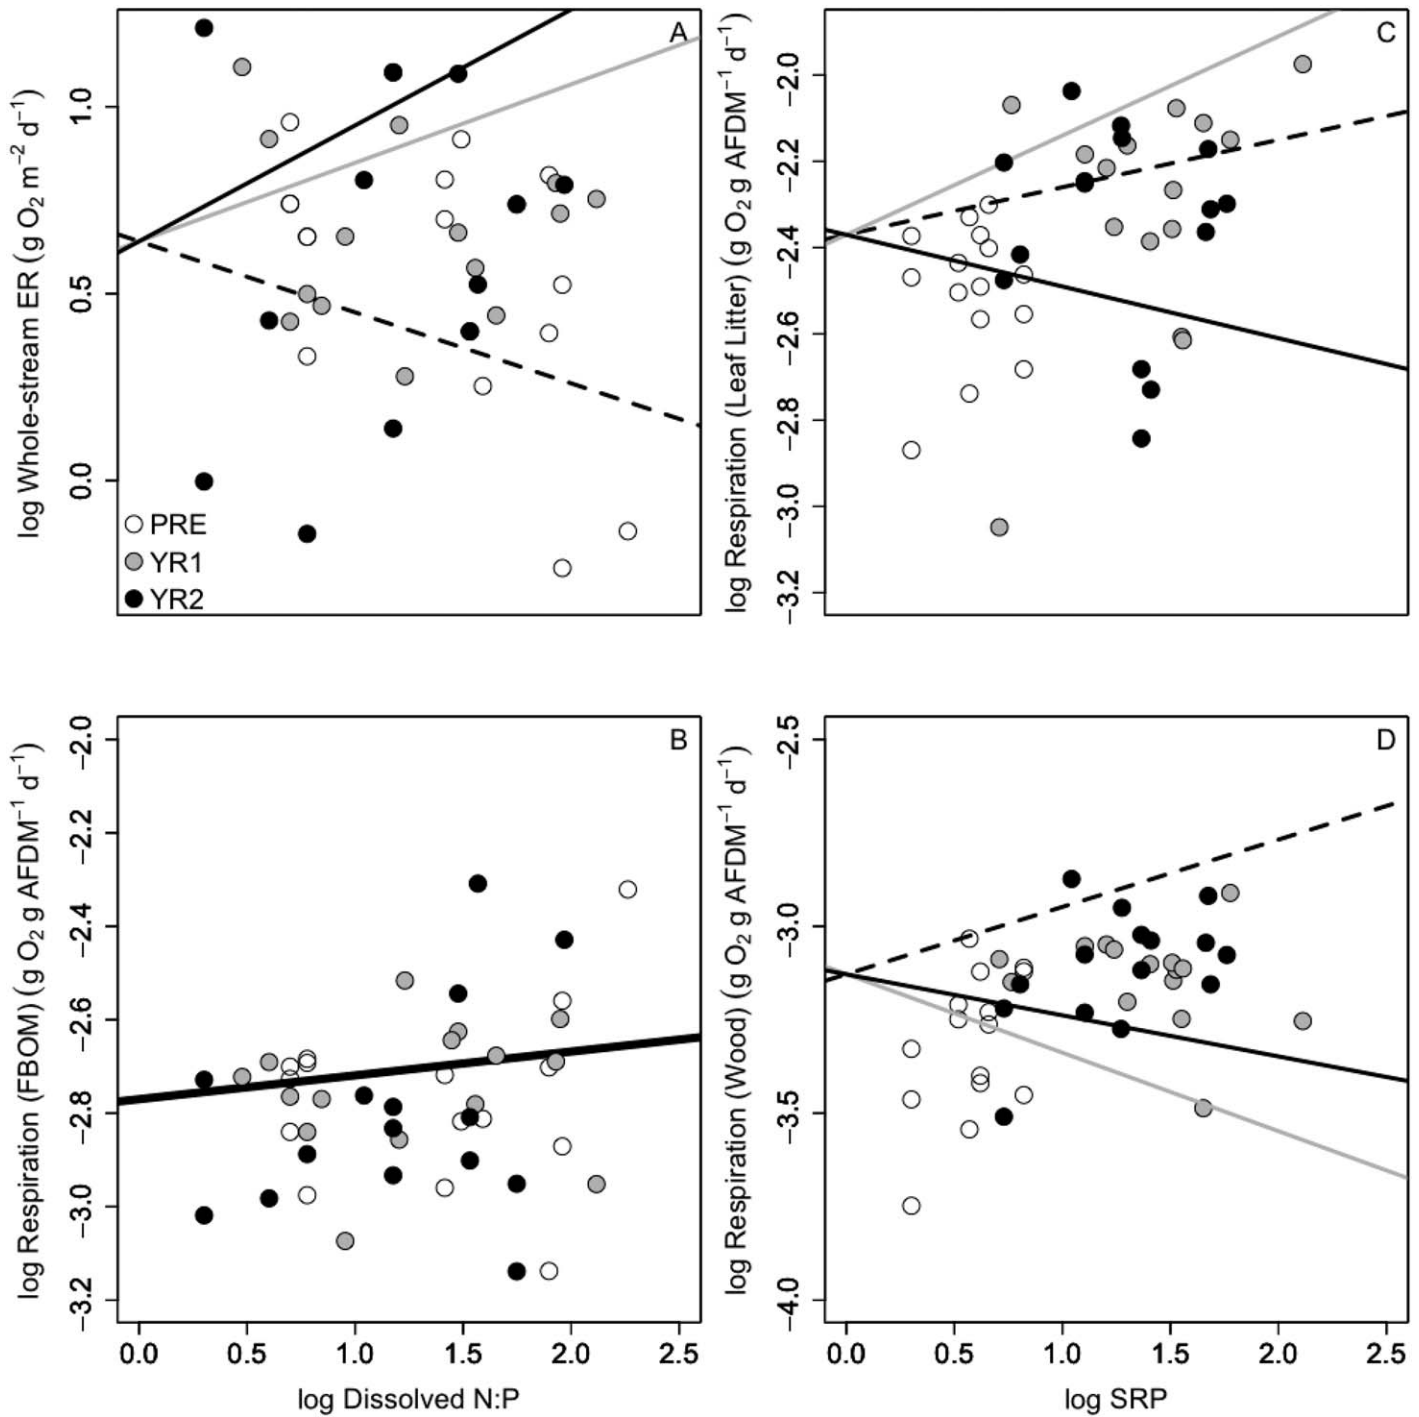 A
log Whole-stream ER (g O₂ m⁻² d⁻¹)
1.0
0.5
0.0
PRE
YR1
YR2
C
log Respiration (Leaf Litter) (g O₂ g AFDM⁻¹ d⁻¹)
−2.0
−2.2
−2.4
−2.6
−2.8
−3.0
−3.2
B
log Respiration (FBOM) (g O₂ g AFDM⁻¹ d⁻¹)
−2.0
−2.2
−2.4
−2.6
−2.8
−3.0
−3.2
0.0 0.5 1.0 1.5 2.0 2.5
log Dissolved N:P
D
log Respiration (Wood) (g O₂ g AFDM⁻¹ d⁻¹)
−2.5
−3.0
−3.5
−4.0
0.0 0.5 1.0 1.5 2.0 2.5
log SRP